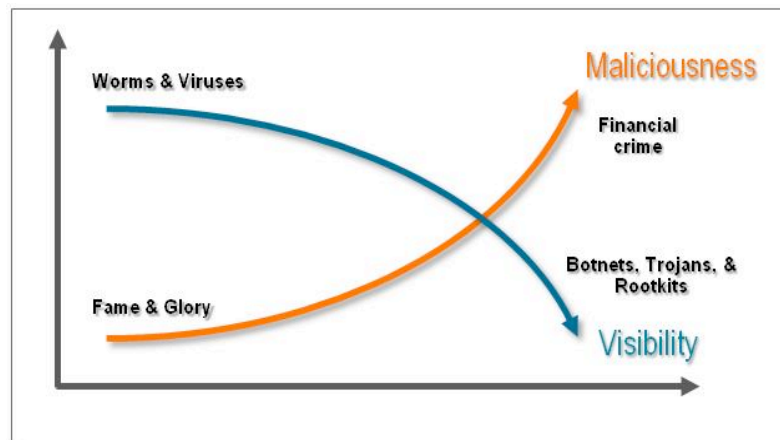 Maliciousness
Worms & Viruses
Financial
crime
Botnets, Trojans, &
Rootkits
Fame & Glory
Visibility